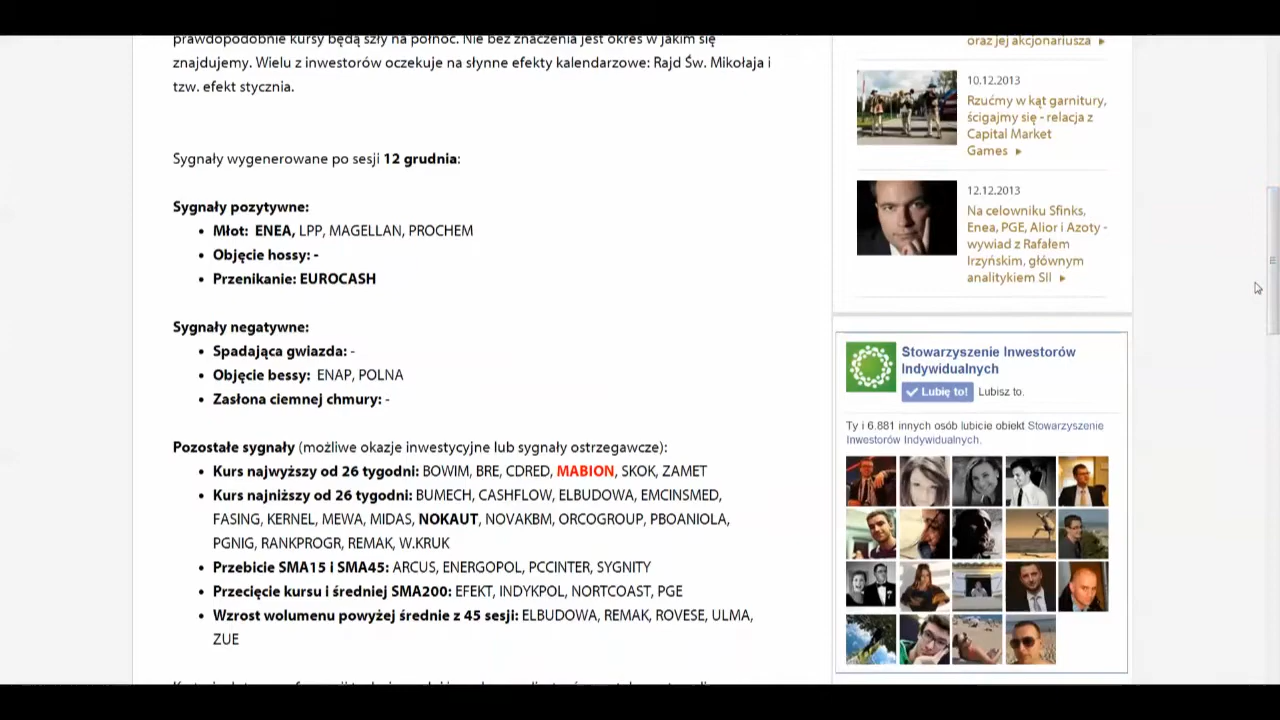 prawdopodobnie kursy będą szły na północ. Nie bez znaczenia jest okres w jakim się
znajdujemy. Wielu z inwestorów oczekuje na słynne efekty kalendarzowe: Rajd Św. Mikołaja i
tzw. efekt stycznia.
Sygnały wygenerowane po sesji 12 grudnia:
Sygnały pozytywne:
• Młot: ENEA, LPP, MAGELLAN, PROCHEM
• Objęcie hossy: -
• Przenikanie: EUROCASH
Sygnały negatywne:
• Spadająca gwiazda: -
• Objęcie bessy: ENAP, POLNA
• Zasłona ciemnej chmury: -
Pozostałe sygnały (możliwe okazje inwestycyjne lub sygnały ostrzegawcze):
• Kurs najwyższy od 26 tygodni: BOWIM, BRE, CDRED, MABION, SKOK, ZAMET
• Kurs najniższy od 26 tygodni: BUMECH, CASHFLOW, ELBUDOWA, EMCINSMED,
FASING, KERNEL, MEWA, MIDAS, NOKAUT, NOVAKBM, ORCOGROUP, PBOANIOLA,
PGNIG, RANKPROGR, REMAK, W.KRUK
• Przebicie SMA15 i SMA45: ARCUS, ENERGOPOL, PCCINTER, SYGNITY
• Przecięcie kursu i średniej SMA200: EFEKT, INDYKPOL, NORTCOAST, PGE
• Wzrost wolumenu powyżej średnie z 45 sesji: ELBUDOWA, REMAK, ROVESE, ULMA,
ZUE
oraz jej akcjonariusza ►
10.12.2013
Rzućmy w kąt garnitury,
ścigajmy się - relacja z
Capital Market
Games ►
12.12.2013
Na celowniku Sfinks,
Enea, PGE, Alior i Azoty -
wywiad z Rafałem
Irzyńskim, głównym
analitykiem SII ►
Stowarzyszenie Inwestorów
Indywidualnych
Lubię to! Lubisz to.
Ty i 6.881 innych osób lubicie obiekt Stowarzyszenie
Inwestorów Indywidualnych.